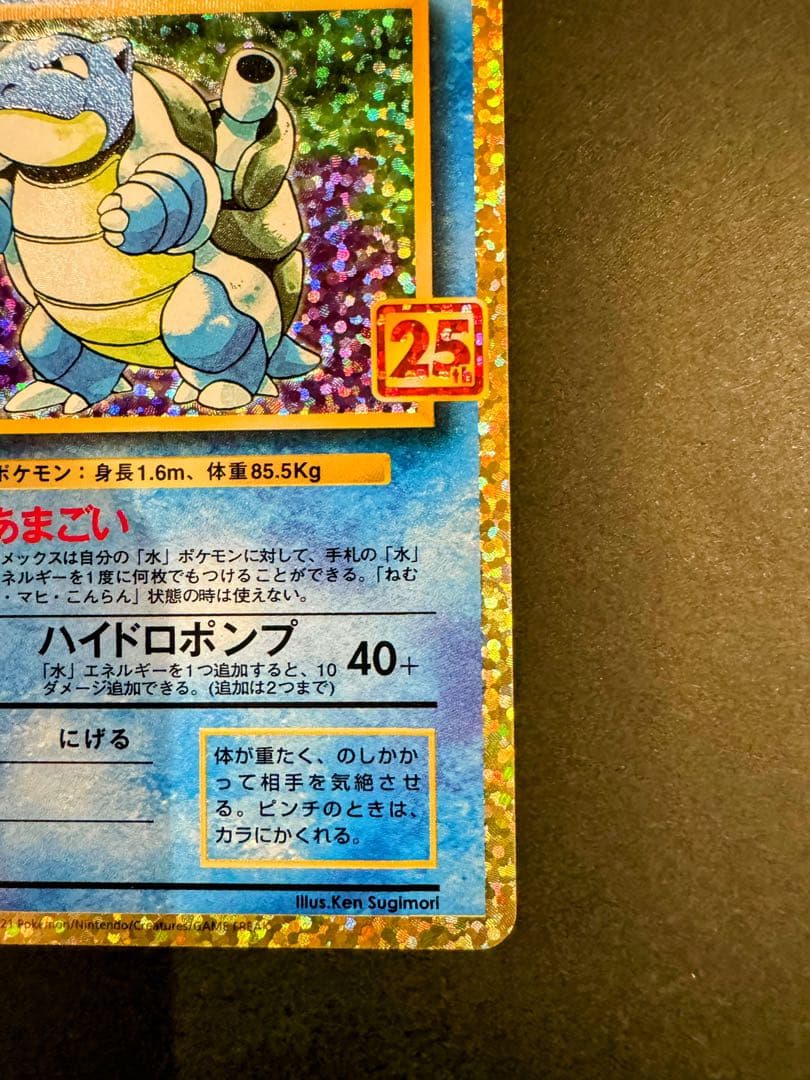 25th
ポケモン：身長1.6m、体重85.5Kg
あまごい
メックスは自分の「水」ポケモンに対して、手札の「水」
ネルギーを1度に何枚でもつけることができる。「ねむ
・マヒ・こんらん」状態の時は使えない。
ハイドロポンプ
「水」エネルギーを1つ追加すると、10
ダメージ追加できる。(追加は2つまで)
40+
にげる
体が重たく、のしかか
って相手を気絶させ
る。ピンチのときは、
カラにかくれる。
Illus.Ken Sugimori
21 Pokémon/Nintendo/Creatures/GAME FREAK